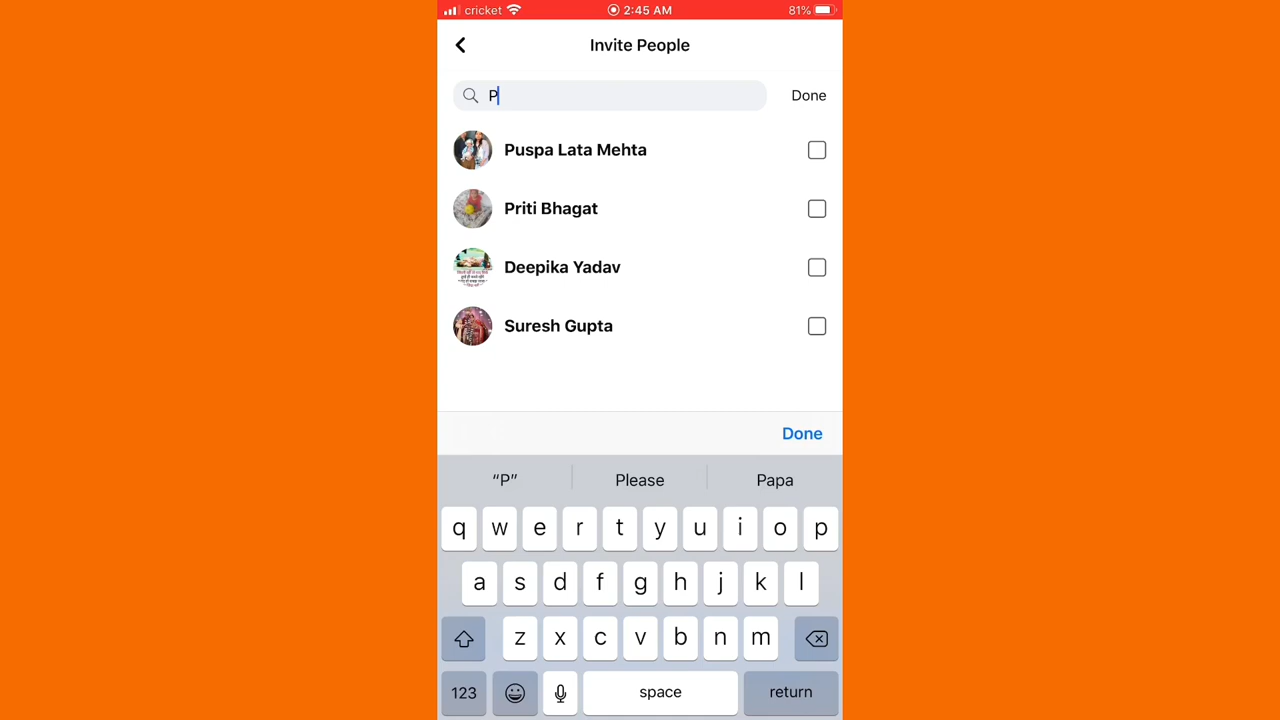 cricket 2:45 AM 81%
Invite People
P Done
Puspa Lata Mehta
Priti Bhagat
Deepika Yadav
Suresh Gupta
Done
“P” Please Papa
q w e r t y u i o p
a s d f g h j k l
z x c v b n m
123 space return